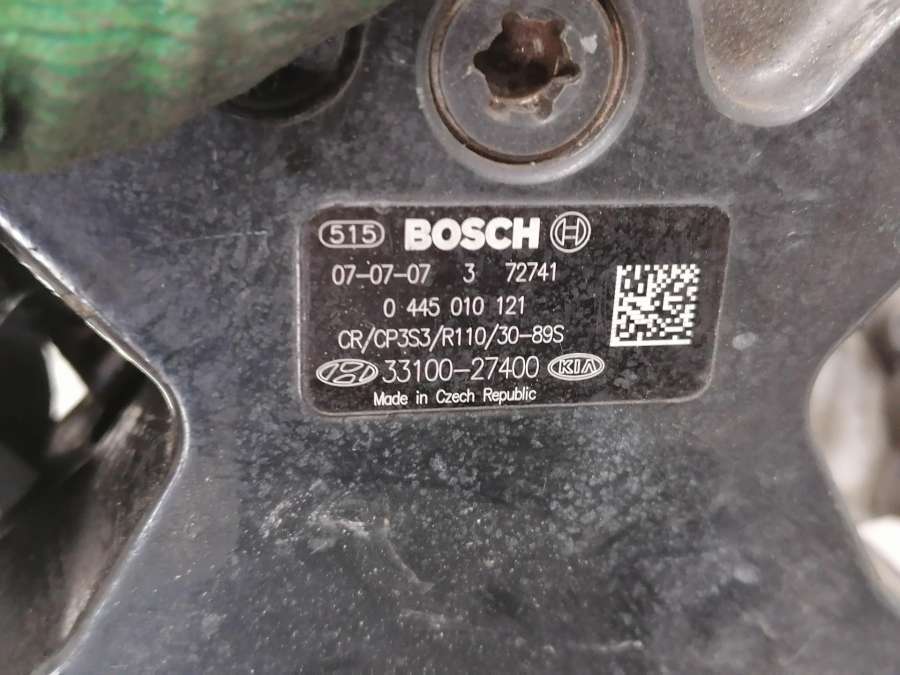 515 BOSCH
07-07-07 3 72741
0 445 010 121
CR/CP3S3/R110/30-89S
33100-27400 KIA
Made in Czech Republic